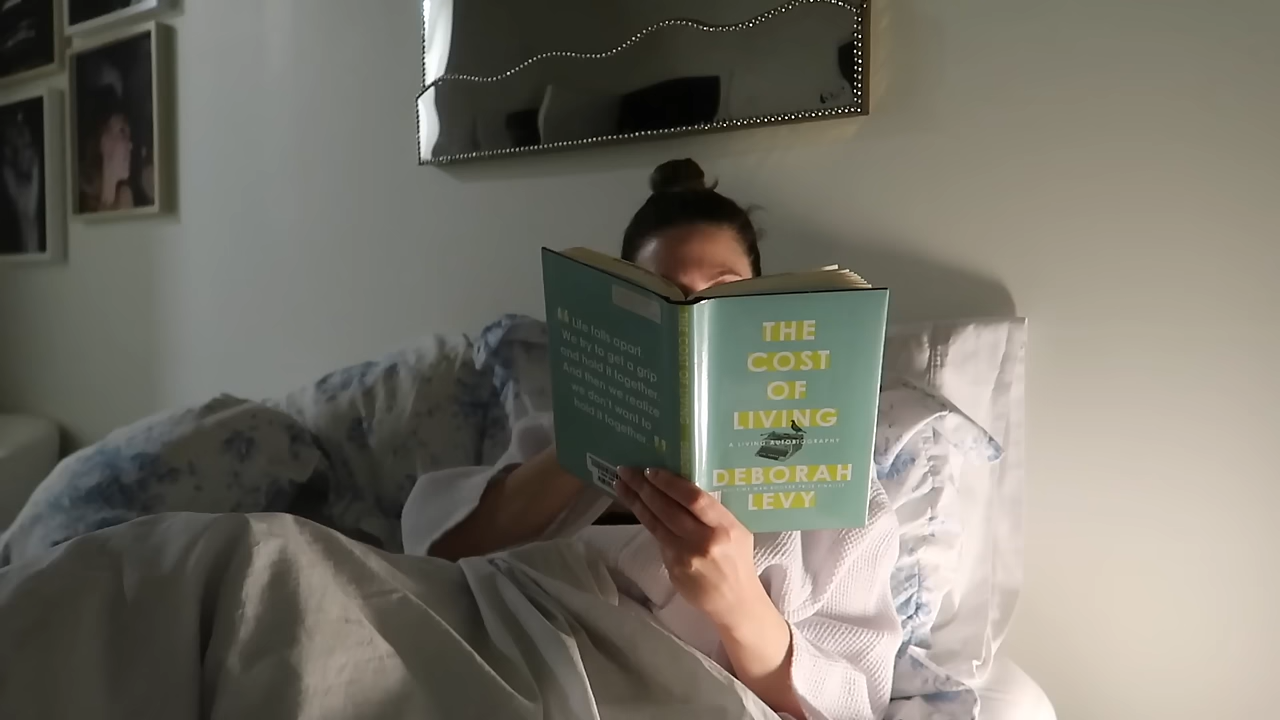 “ Life falls apart.
We try to get a grip
and hold it together.
And then we realize
we don't want to
hold it together. ”
THE COST OF LIVING
THE
COST
OF
LIVING
A LIVING AUTOBIOGRAPHY
DEBORAH
LEVY